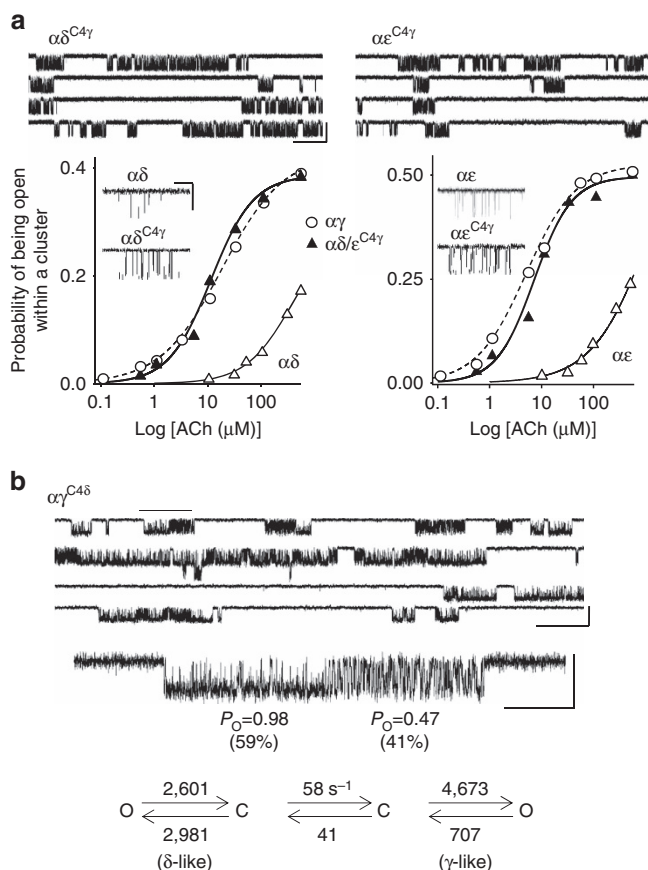 a
αδC4γ
αεC4γ
Probability of being open
within a cluster
0.4
0.2
0.0
αδ
αδC4γ
αγ
αδ/εC4γ
αδ
0.1 1 10 100
Log [ACh (μM)]
0.50
0.25
0.00
αε
αεC4γ
αε
0.1 1 10 100
Log [ACh (μM)]
b
αγC4δ
PO=0.98
(59%)
PO=0.47
(41%)
2,601 58 s–1 4,673
O C C O
2,981 41 707
(δ-like) (γ-like)